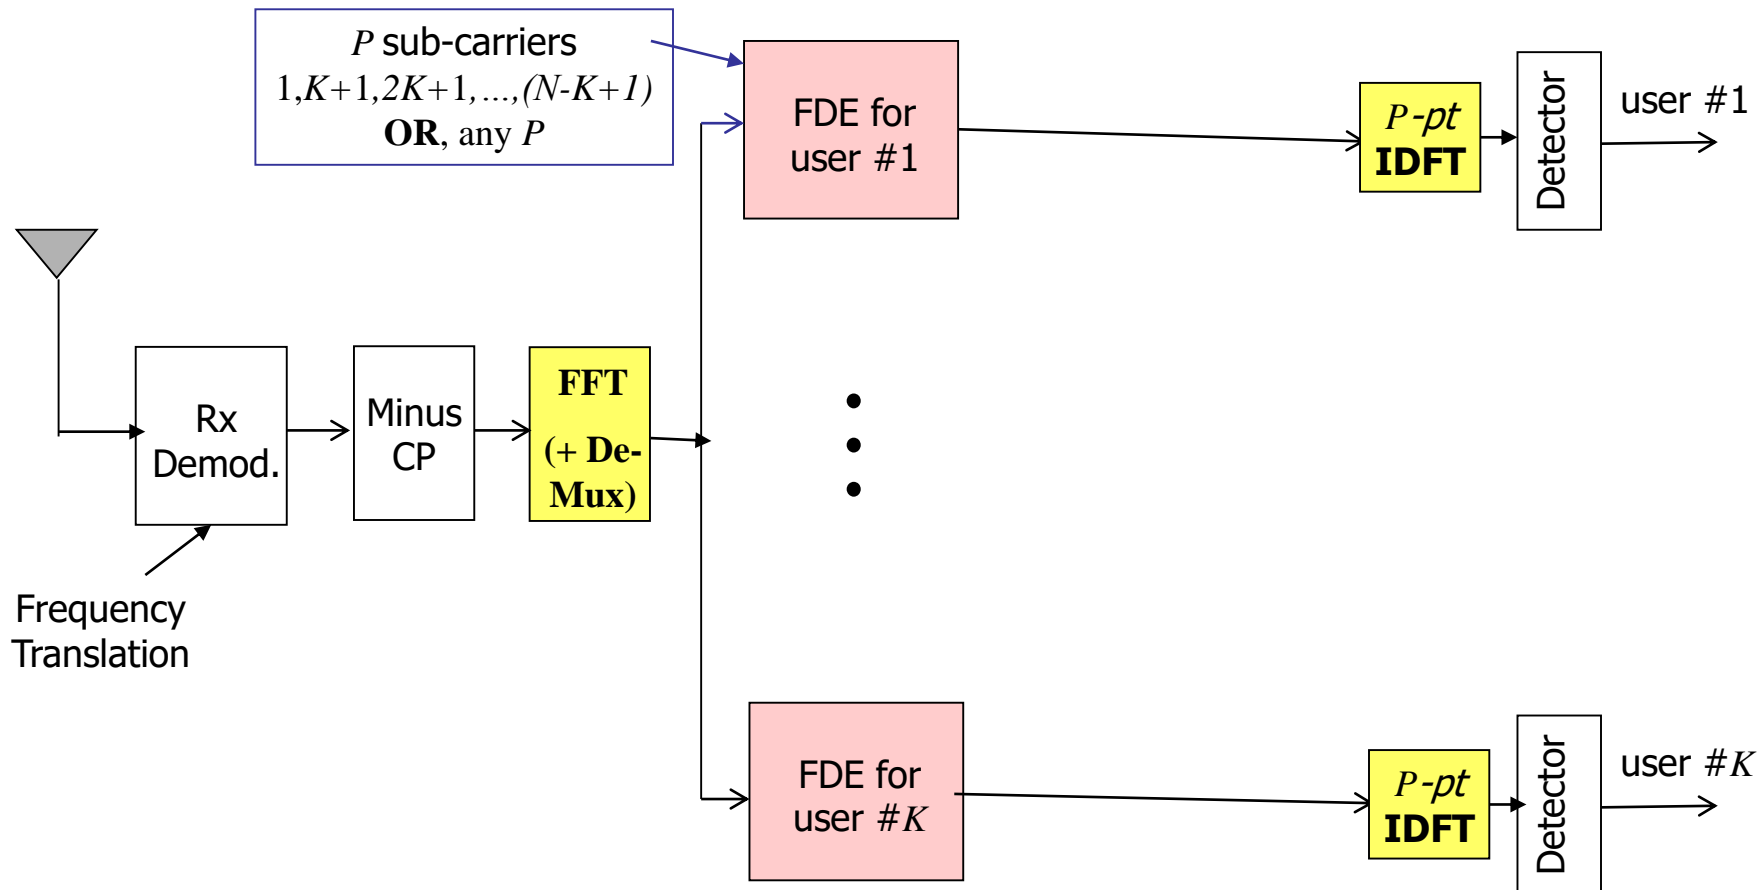 P sub-carriers
1,K+1,2K+1,...,(N-K+1)
OR, any P
FDE for
user #1
P-pt
IDFT
Detector
user #1
Rx
Demod.
Minus
CP
FFT
(+ De-
Mux)
Frequency
Translation
FDE for
user #K
P-pt
IDFT
Detector
user #K